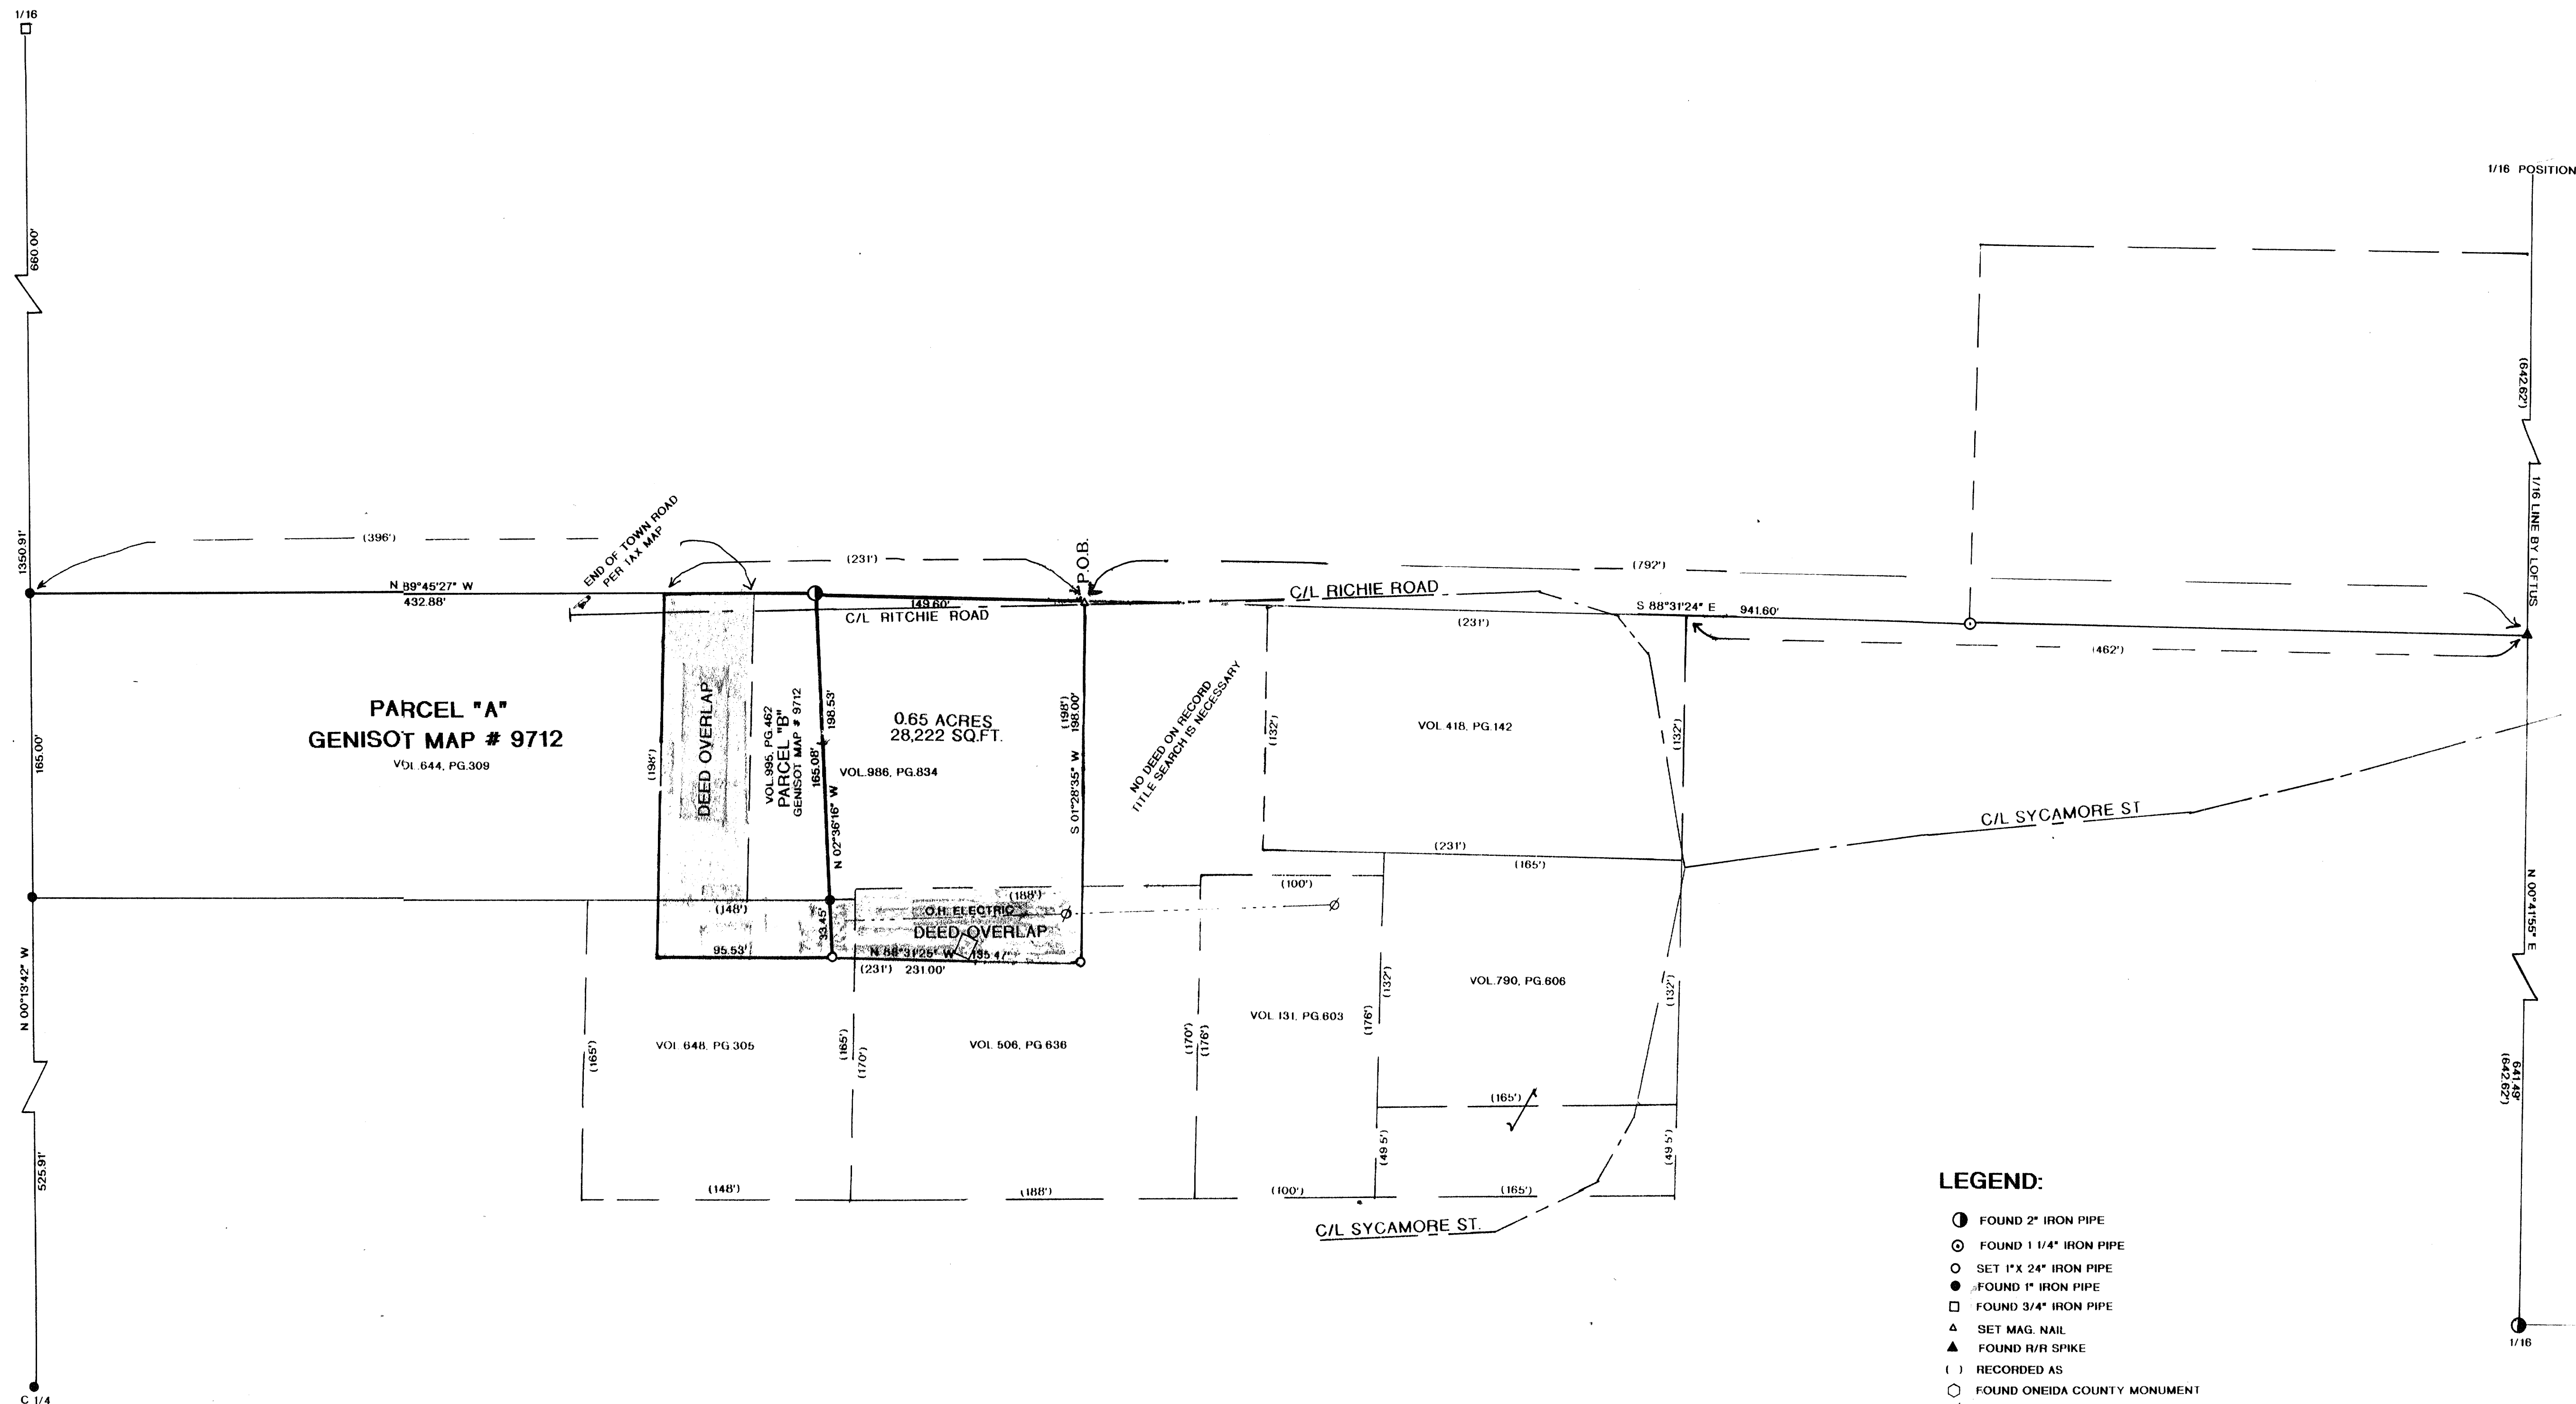 1/16
660.00'
1350.91'
165.00'
N 00°13'42" W
525.91'
C 1/4
(396')
N 89°45'27" W
432.88'
END OF TOWN ROAD
PER TAX MAP
(231')
P.O.B.
149.60'
C/L RITCHIE ROAD
C/L RICHIE ROAD
(792')
S 88°31'24" E 941.60'
(231')
(462')
1/16 POSITION
(642.62')
1/16 LINE BY LOFTUS
PARCEL "A"
GENISOT MAP # 9712
VOL.644, PG.309
(198')
DEED OVERLAP
VOL.995, PG.462
PARCEL "B"
GENISOT MAP # 9712
165.08'
198.53'
N 02°36'16" W
0.65 ACRES
28,222 SQ.FT.
VOL.986, PG.834
(198')
198.00'
S 01°28'35" W
NO DEED ON RECORD
TITLE SEARCH IS NECESSARY
(132')
VOL.418, PG.142
(132')
(231')
(165')
C/L SYCAMORE ST
N 00°41'55" E
(148')
33.45'
95.53'
(188')
O.H. ELECTRIC
DEED OVERLAP
N 88°31'25" W 135.47'
(231') 231.00'
(100')
(165')
VOL. 648, PG 305
(165')
(170')
VOL. 506, PG 636
(170')
(176')
VOL 131, PG.603
(176')
(132')
VOL.790, PG.606
(132')
(165')
(49.5')
(49.5')
(148')
(188')
(100')
(165')
C/L SYCAMORE ST.
641.49'
(642.62')
1/16
LEGEND:
FOUND 2" IRON PIPE
FOUND 1 1/4" IRON PIPE
SET 1"X 24" IRON PIPE
FOUND 1" IRON PIPE
FOUND 3/4" IRON PIPE
SET MAG. NAIL
FOUND R/R SPIKE
( ) RECORDED AS
FOUND ONEIDA COUNTY MONUMENT